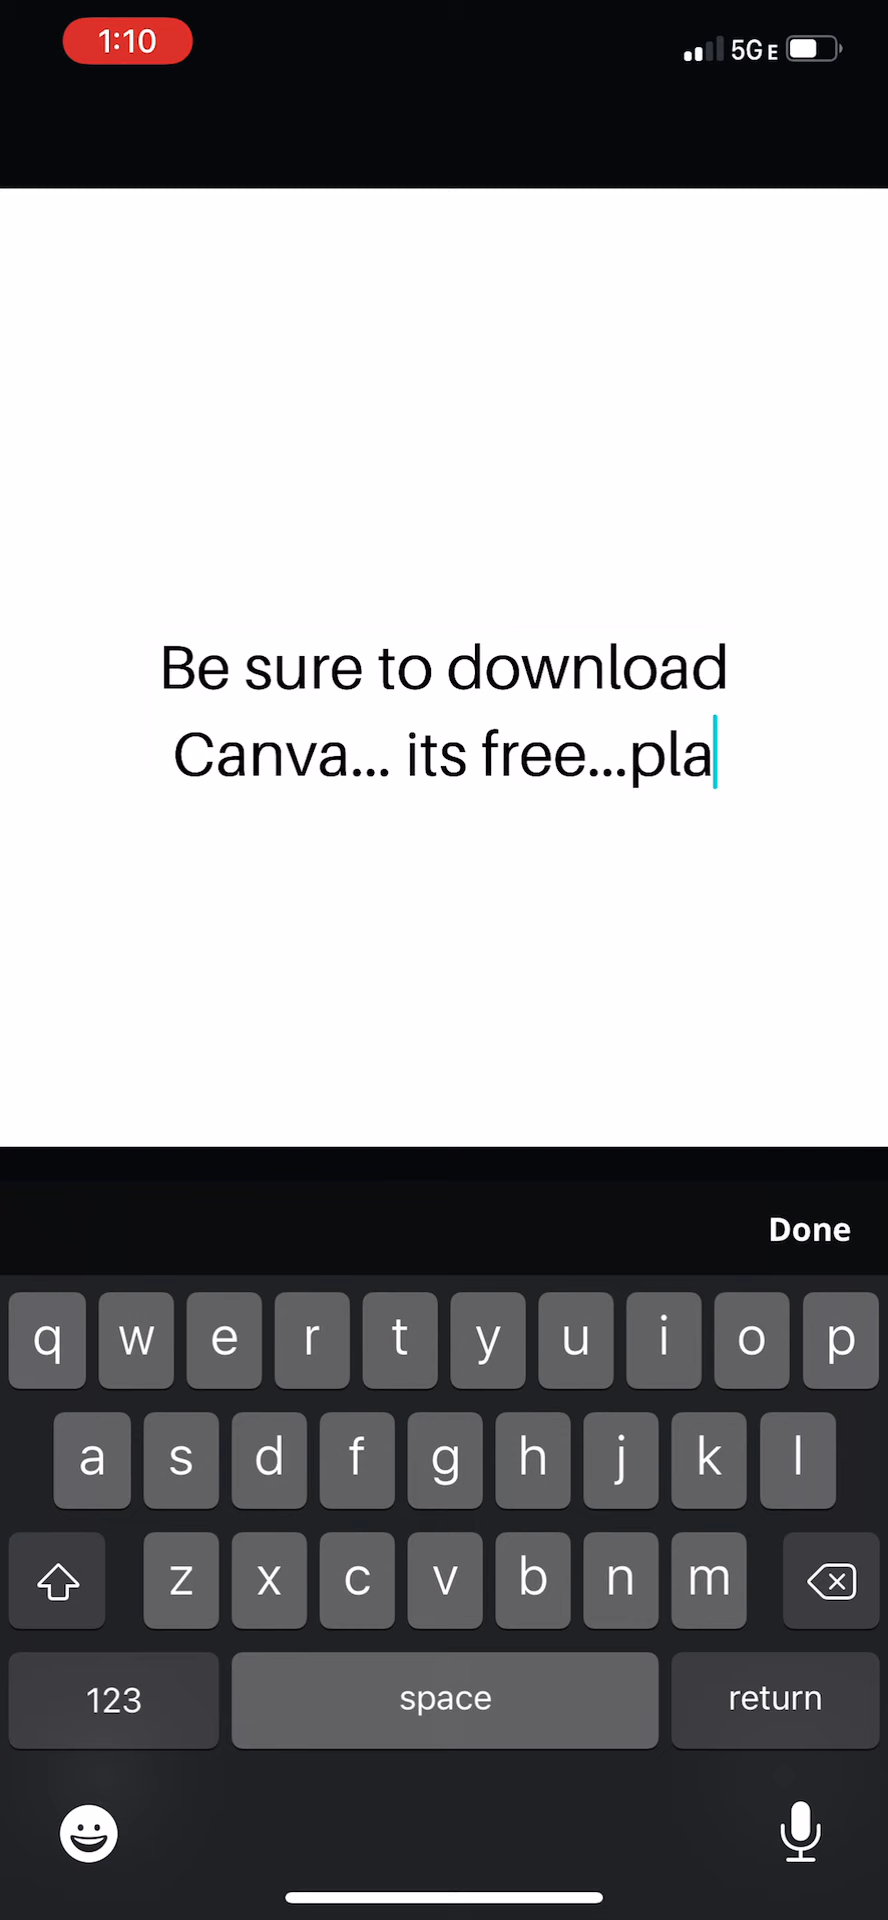 1:10
5G E
Be sure to download
Canva... its free...pla
Done
q w e r t y u i o p
a s d f g h j k l
z x c v b n m
123 space return